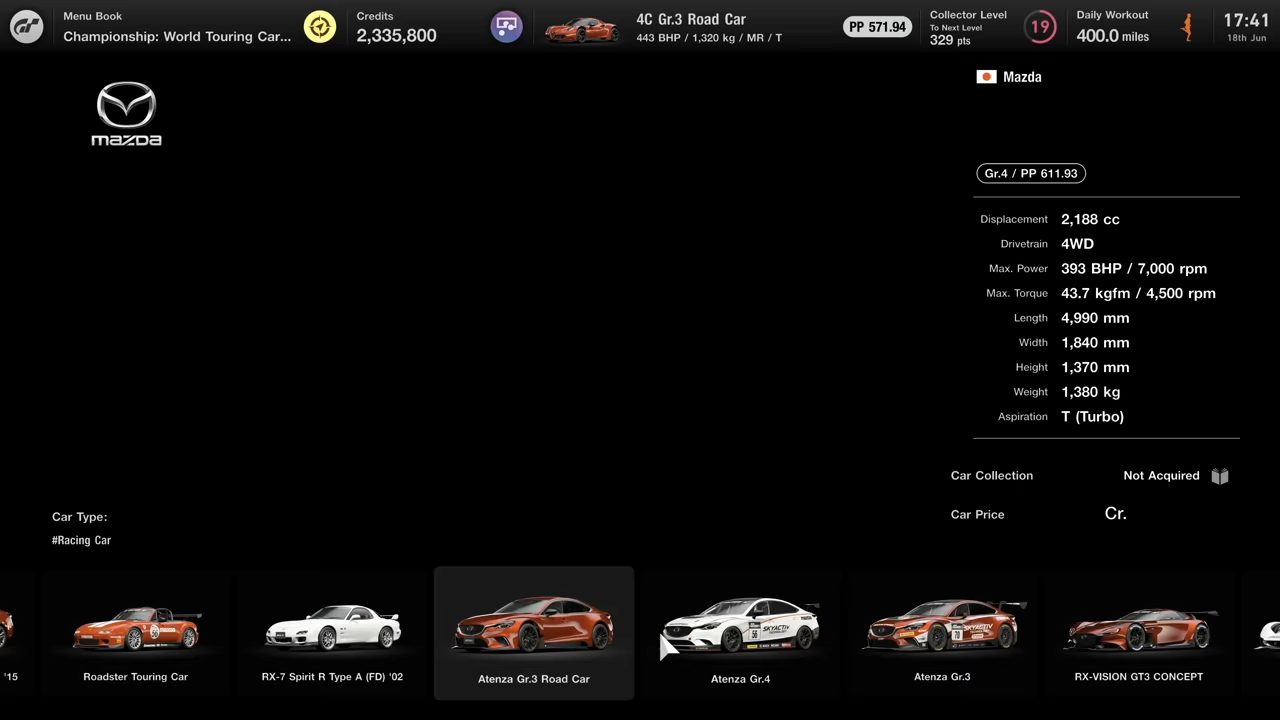 Menu Book
Championship: World Touring Car...
Credits
2,335,800
4C Gr.3 Road Car
443 BHP / 1,320 kg / MR / T
PP 571.94
Collector Level
To Next Level
329 pts
19
Daily Workout
400.0 miles
17:41
18th Jun
mazda
Mazda
Gr.4 / PP 611.93
Displacement 2,188 cc
Drivetrain 4WD
Max. Power 393 BHP / 7,000 rpm
Max. Torque 43.7 kgfm / 4,500 rpm
Length 4,990 mm
Width 1,840 mm
Height 1,370 mm
Weight 1,380 kg
Aspiration T (Turbo)
Car Collection Not Acquired
Car Price Cr.
Car Type:
#Racing Car
SKYACTIV
SKYACTIV
'15
Roadster Touring Car
RX-7 Spirit R Type A (FD) '02
Atenza Gr.3 Road Car
Atenza Gr.4
Atenza Gr.3
RX-VISION GT3 CONCEPT